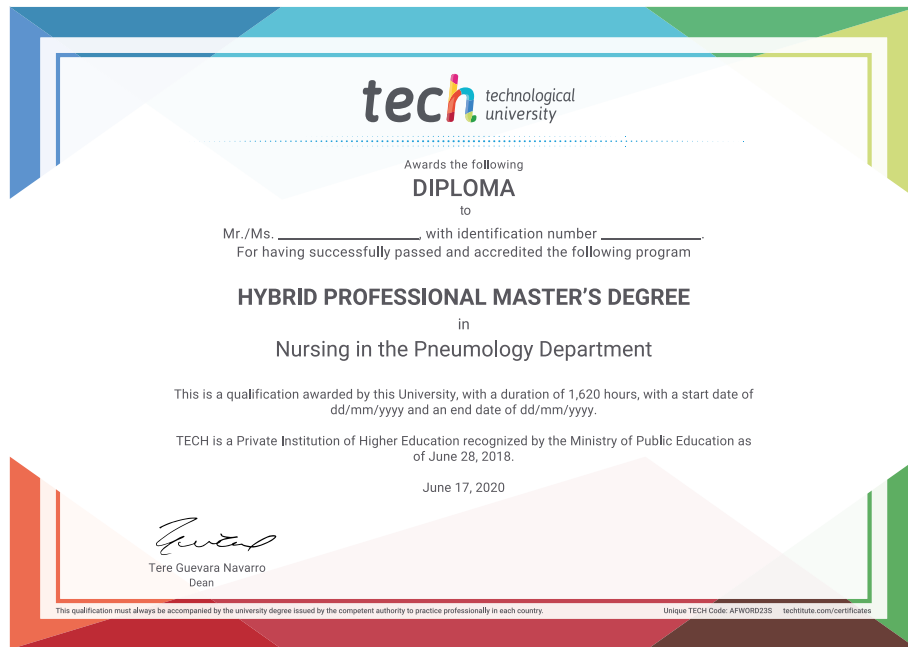 tech technological
university
Awards the following
DIPLOMA
to
Mr./Ms. ____________________, with identification number ______________.
For having successfully passed and accredited the following program
HYBRID PROFESSIONAL MASTER'S DEGREE
in
Nursing in the Pneumology Department
This is a qualification awarded by this University, with a duration of 1,620 hours, with a start date of
dd/mm/yyyy and an end date of dd/mm/yyyy.
TECH is a Private Institution of Higher Education recognized by the Ministry of Public Education as
of June 28, 2018.
June 17, 2020
Tere Guevara Navarro
Dean
This qualification must always be accompanied by the university degree issued by the competent authority to practice professionally in each country.
Unique TECH Code: AFWORD23S techtitute.com/certificates